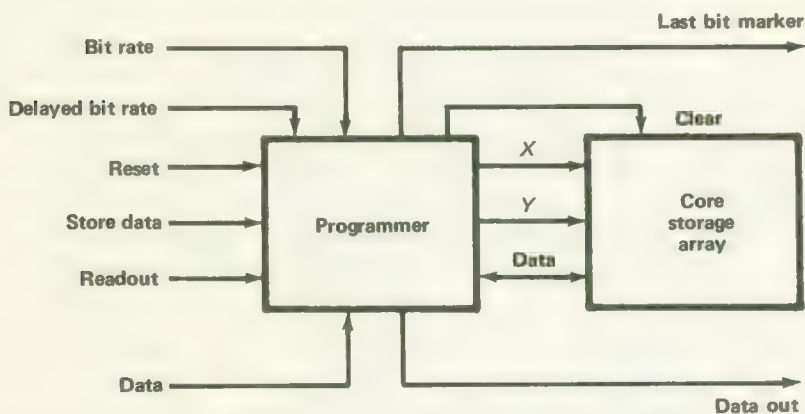 Last bit marker
Bit rate
Delayed bit rate
Clear
Reset
X
Store data
Programmer
Y
Core
storage
array
Readout
Data
Data
Data out